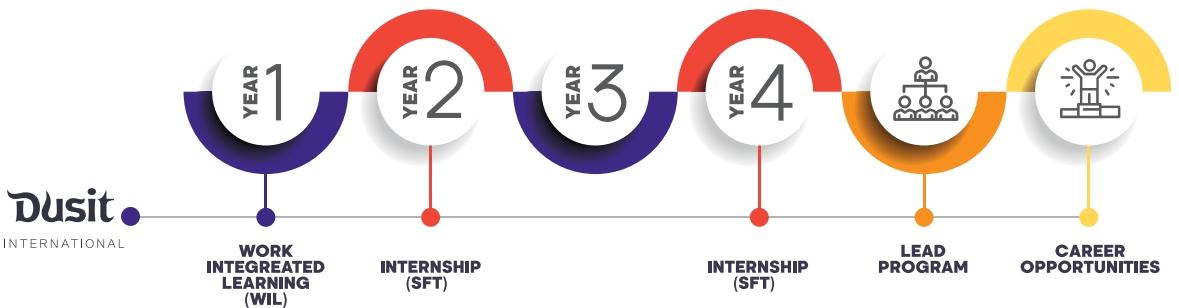 YEAR 1
YEAR 2
YEAR 3
YEAR 4
Dusit
INTERNATIONAL
WORK
INTEGREATED
LEARNING
(WIL)
INTERNSHIP
(SFT)
INTERNSHIP
(SFT)
LEAD
PROGRAM
CAREER
OPPORTUNITIES